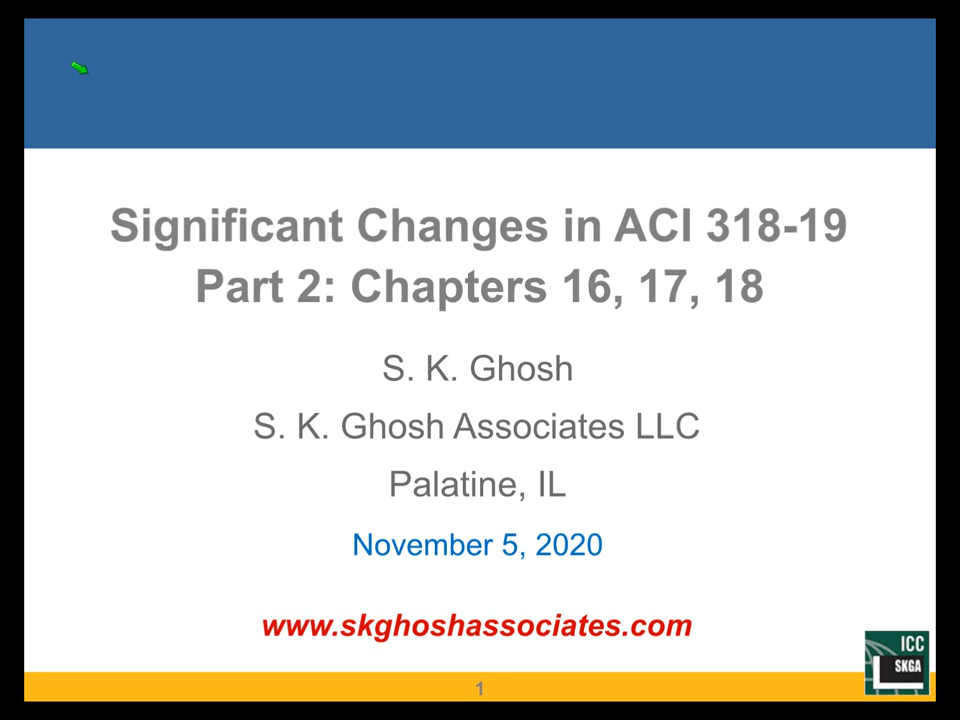 Significant Changes in ACI 318-19
Part 2: Chapters 16, 17, 18
S. K. Ghosh
S. K. Ghosh Associates LLC
Palatine, IL
November 5, 2020
www.skghoshassociates.com
ICC
SKGA
1